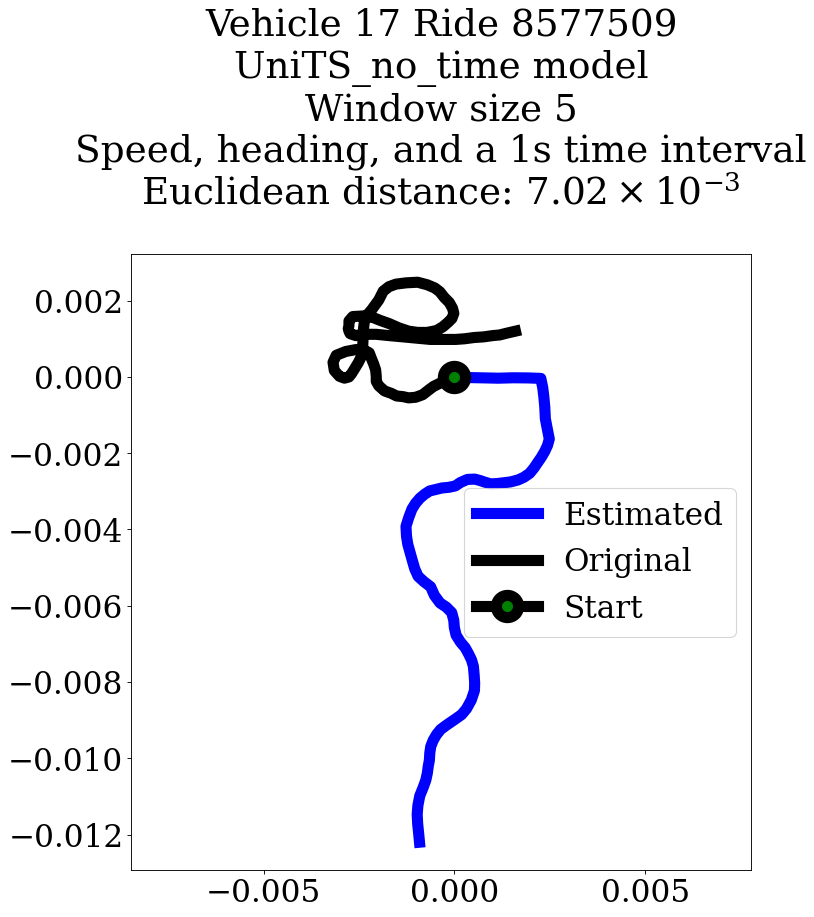 Vehicle 17 Ride 8577509
UniTS_no_time model
Window size 5
Speed, heading, and a 1s time interval
Euclidean distance: 7.02 × 10⁻³
0.002
0.000
−0.002
−0.004
−0.006
−0.008
−0.010
−0.012
Estimated
Original
Start
−0.005 0.000 0.005